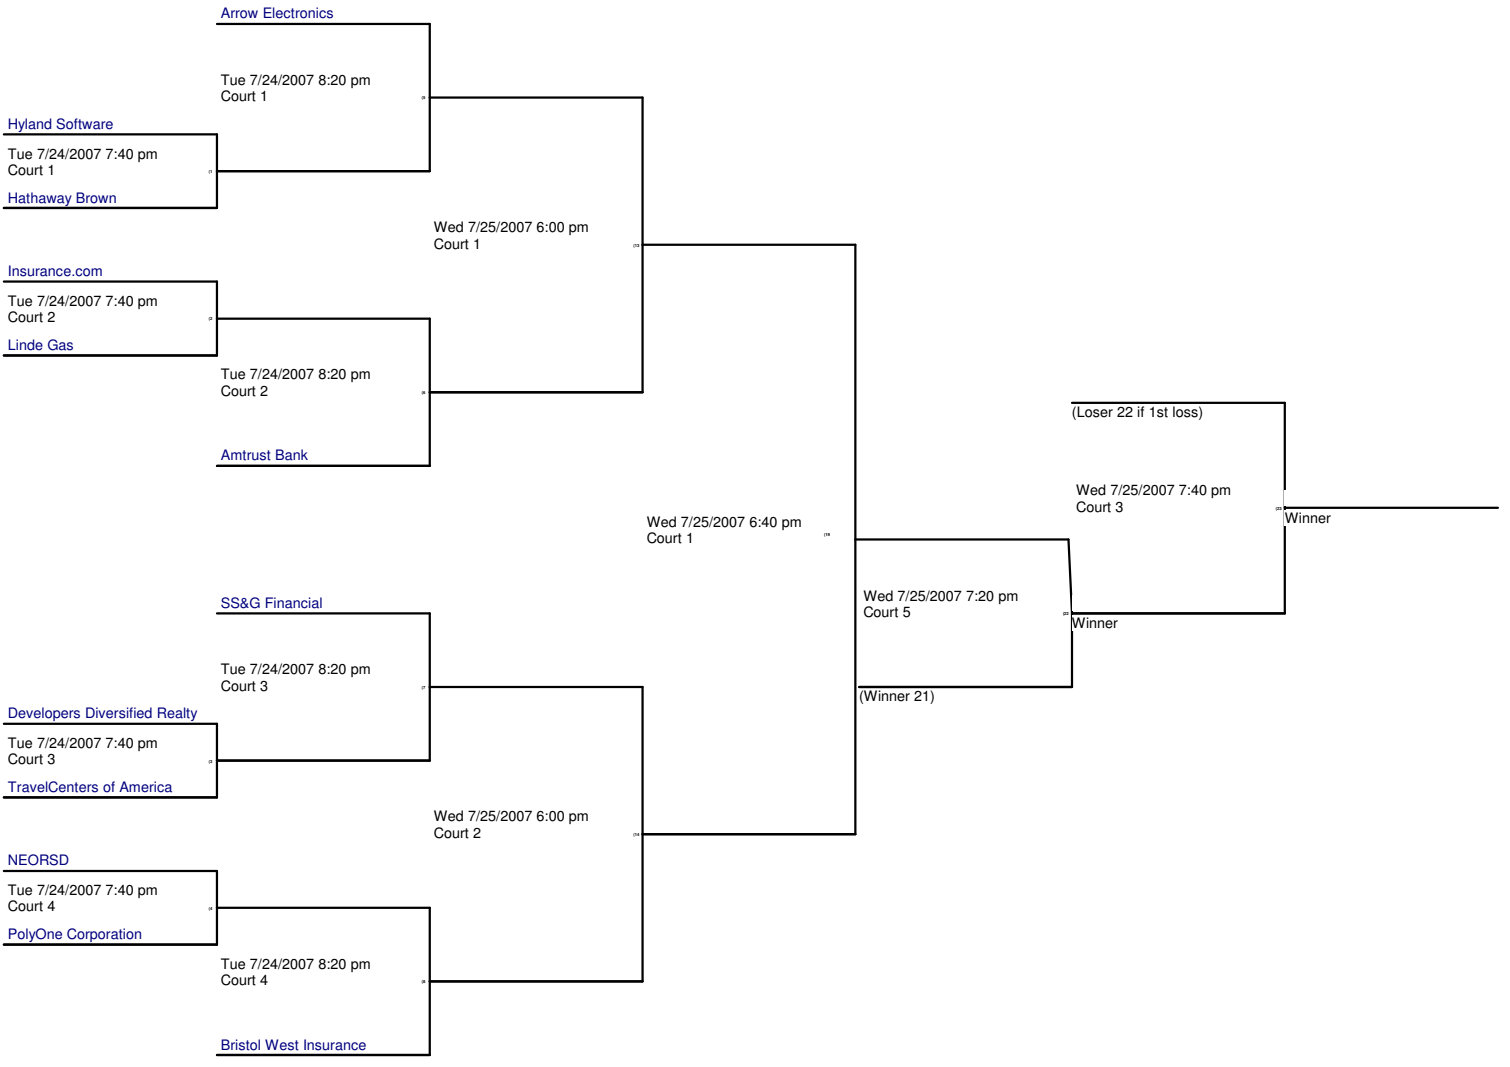 Arrow Electronics
Tue 7/24/2007 8:20 pm
Court 1
Hyland Software
Tue 7/24/2007 7:40 pm
Court 1
Hathaway Brown
Wed 7/25/2007 6:00 pm
Court 1
Insurance.com
Tue 7/24/2007 7:40 pm
Court 2
Linde Gas
Tue 7/24/2007 8:20 pm
Court 2
Amtrust Bank
(Loser 22 if 1st loss)
Wed 7/25/2007 7:40 pm
Court 3
Winner
Wed 7/25/2007 6:40 pm
Court 1
Wed 7/25/2007 7:20 pm
Court 5
Winner
(Winner 21)
SS&G Financial
Tue 7/24/2007 8:20 pm
Court 3
Developers Diversified Realty
Tue 7/24/2007 7:40 pm
Court 3
TravelCenters of America
Wed 7/25/2007 6:00 pm
Court 2
NEORSD
Tue 7/24/2007 7:40 pm
Court 4
PolyOne Corporation
Tue 7/24/2007 8:20 pm
Court 4
Bristol West Insurance